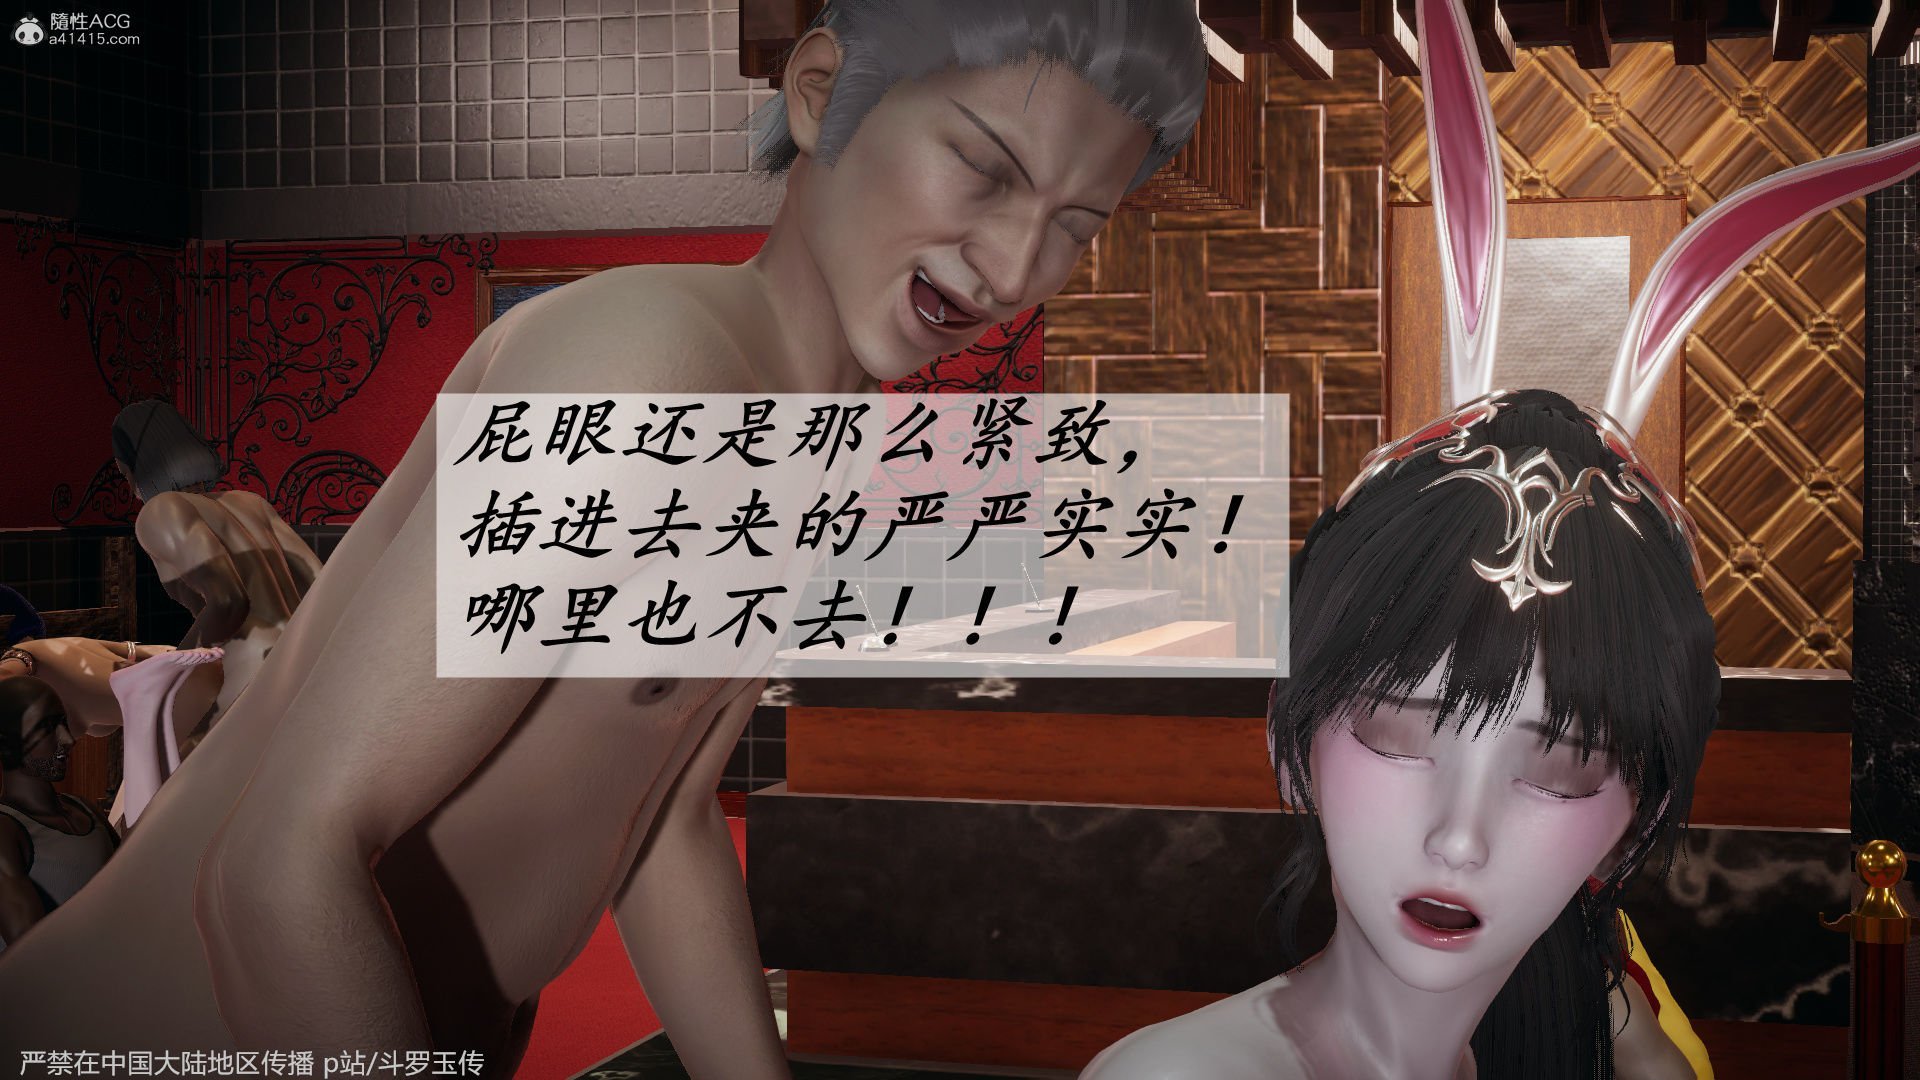 隨性ACG
a41415.com
屁眼还是那么紧致，
插进去夹的严严实实！
哪里也不去！！！
严禁在中国大陆地区传播 p站/斗罗玉传